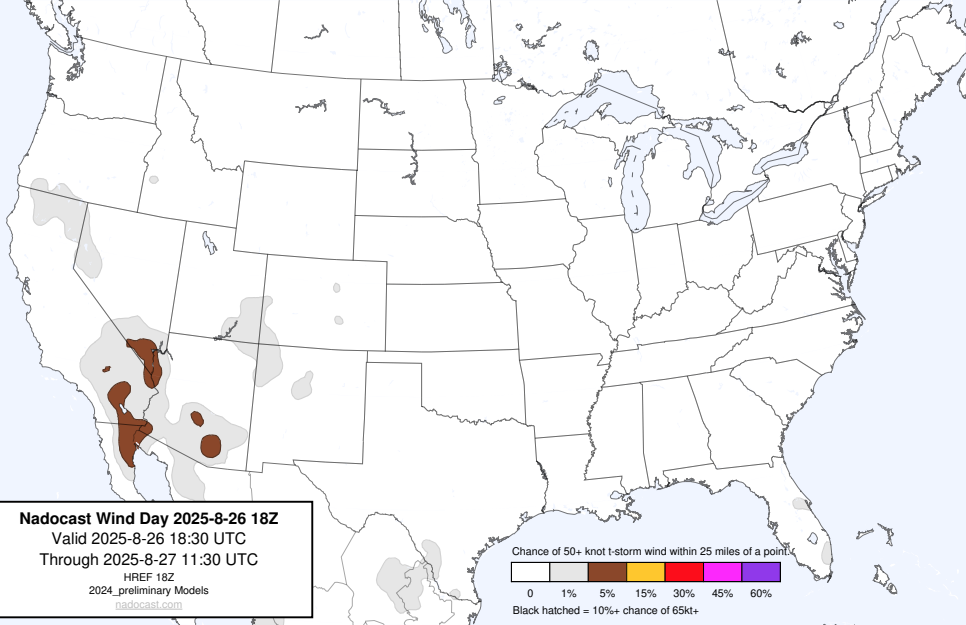 Nadocast Wind Day 2025-8-26 18Z
Valid 2025-8-26 18:30 UTC
Through 2025-8-27 11:30 UTC
HREF 18Z
2024_preliminary Models
nadocast.com
Chance of 50+ knot t-storm wind within 25 miles of a point.
0 1% 5% 15% 30% 45% 60%
Black hatched = 10%+ chance of 65kt+